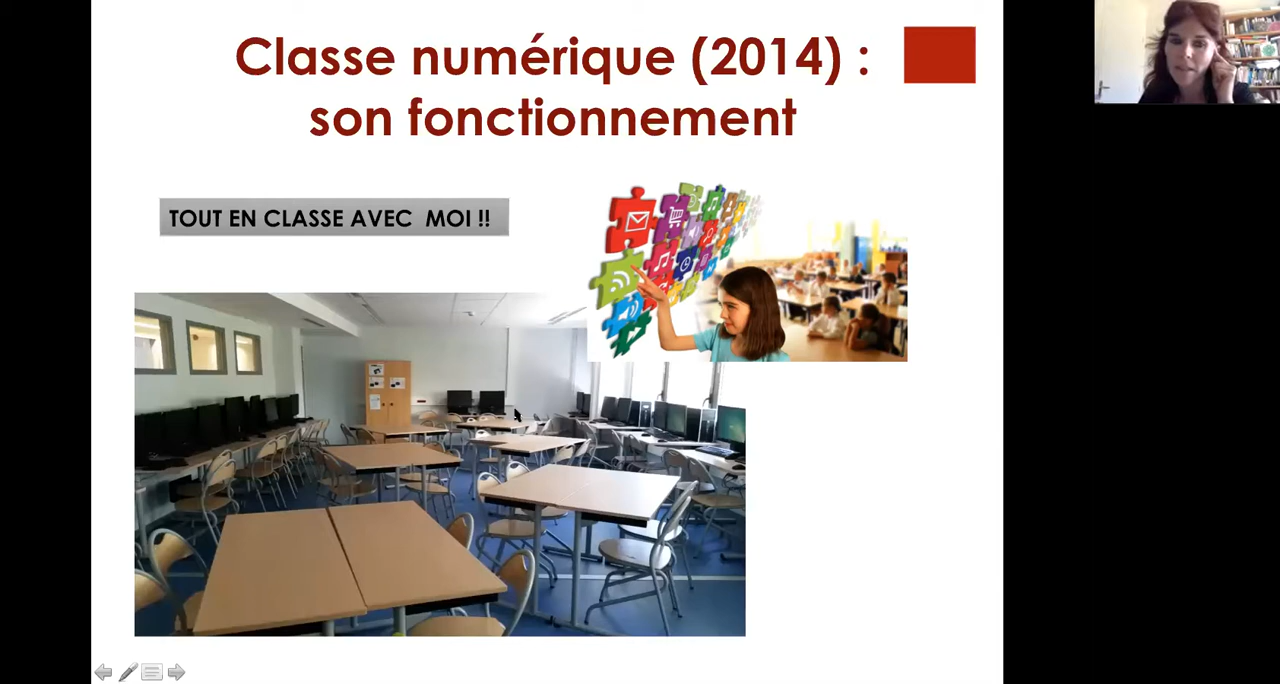 Classe numérique (2014) :
son fonctionnement
TOUT EN CLASSE AVEC  MOI !!